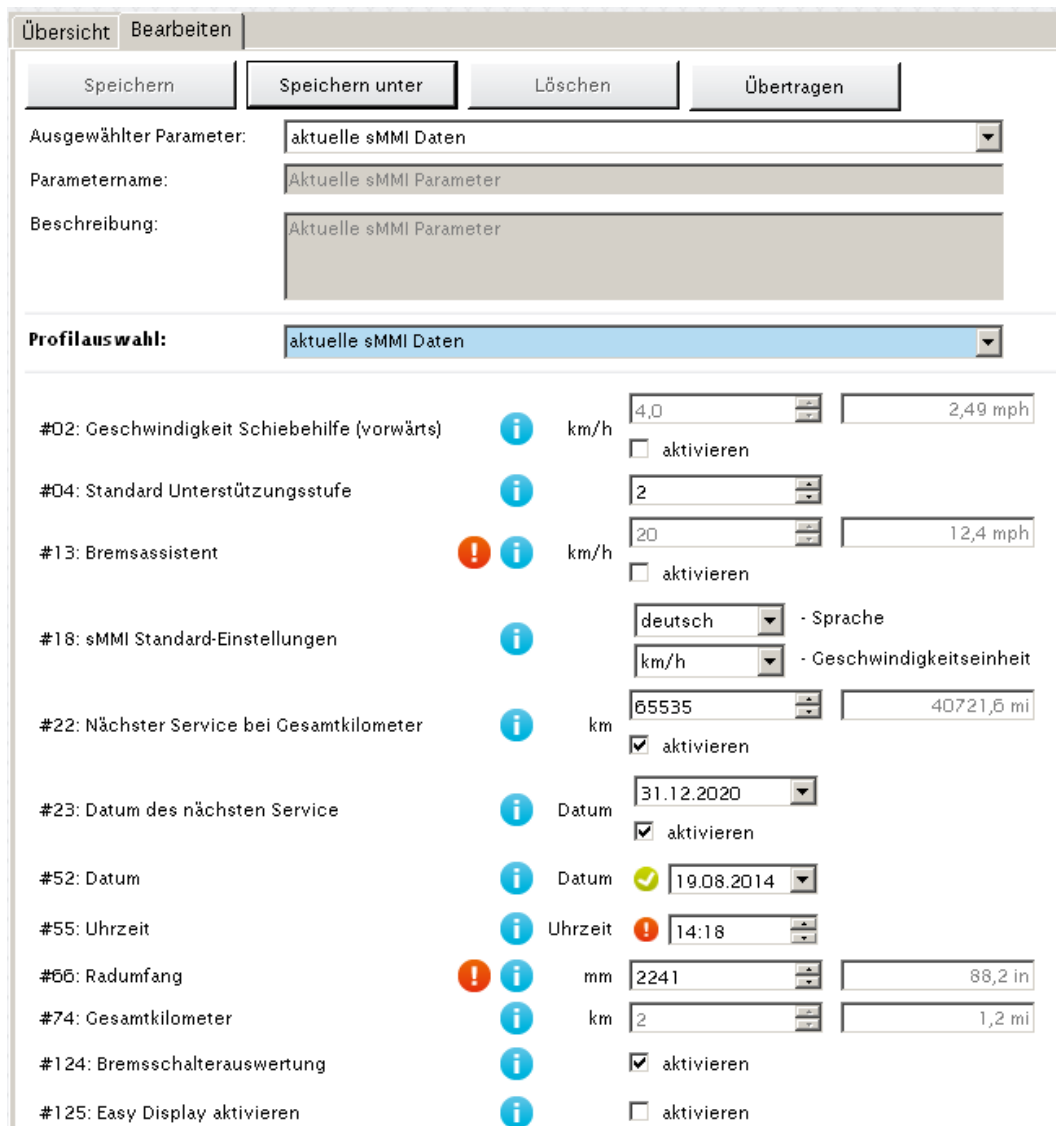 Übersicht Bearbeiten
Speichern Speichern unter Löschen Übertragen
Ausgewählter Parameter: aktuelle sMMI Daten
Parametername: Aktuelle sMMI Parameter
Beschreibung: Aktuelle sMMI Parameter
Profilauswahl: aktuelle sMMI Daten
#02: Geschwindigkeit Schiebehilfe (vorwärts) km/h 4,0 2,49 mph
aktivieren
#04: Standard Unterstützungsstufe 2
#13: Bremsassistent km/h 20 12,4 mph
aktivieren
#18: sMMI Standard-Einstellungen deutsch - Sprache
km/h - Geschwindigkeitseinheit
#22: Nächster Service bei Gesamtkilometer km 65535 40721,6 mi
aktivieren
#23: Datum des nächsten Service Datum 31.12.2020
aktivieren
#52: Datum Datum 19.08.2014
#55: Uhrzeit Uhrzeit 14:18
#66: Radumfang mm 2241 88,2 in
#74: Gesamtkilometer km 2 1,2 mi
#124: Bremsschalterauswertung aktivieren
#125: Easy Display aktivieren aktivieren